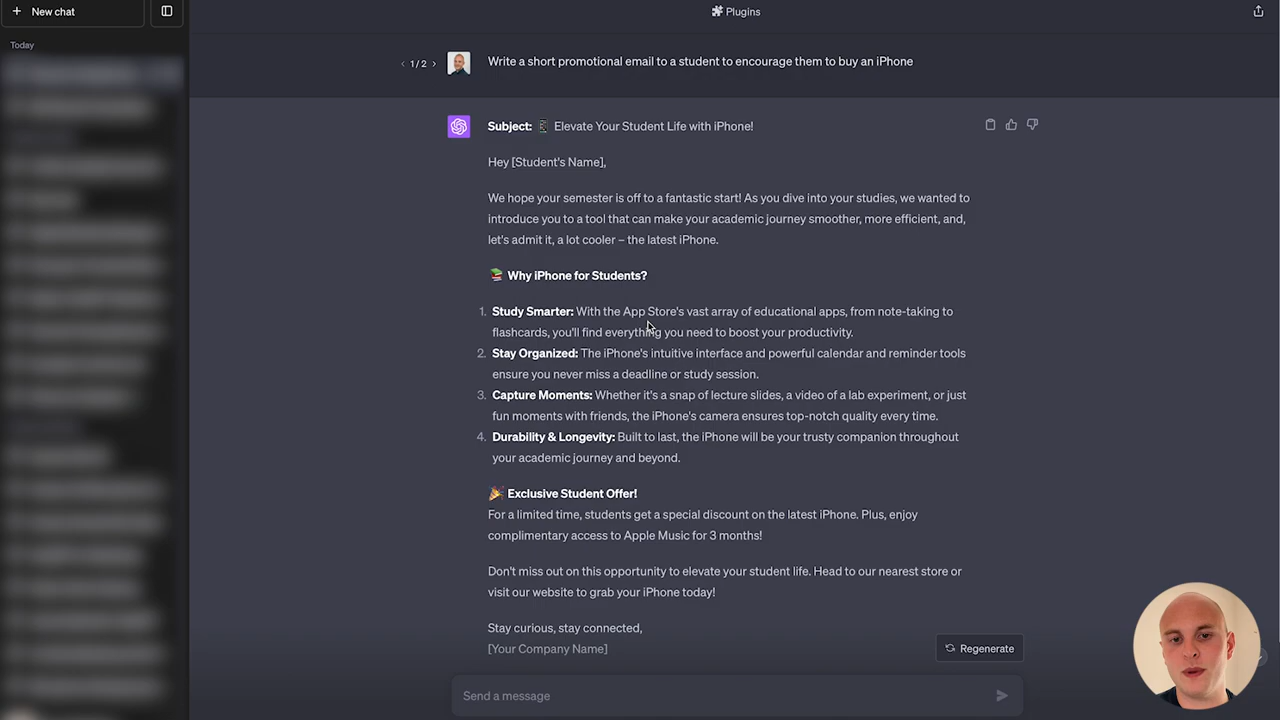 New chat
Plugins
Today
1/2
Write a short promotional email to a student to encourage them to buy an iPhone
Subject: 📱 Elevate Your Student Life with iPhone!
Hey [Student's Name],
We hope your semester is off to a fantastic start! As you dive into your studies, we wanted to
introduce you to a tool that can make your academic journey smoother, more efficient, and,
let's admit it, a lot cooler – the latest iPhone.
📚 Why iPhone for Students?
1. Study Smarter: With the App Store's vast array of educational apps, from note-taking to
flashcards, you'll find everything you need to boost your productivity.
2. Stay Organized: The iPhone's intuitive interface and powerful calendar and reminder tools
ensure you never miss a deadline or study session.
3. Capture Moments: Whether it's a snap of lecture slides, a video of a lab experiment, or just
fun moments with friends, the iPhone's camera ensures top-notch quality every time.
4. Durability & Longevity: Built to last, the iPhone will be your trusty companion throughout
your academic journey and beyond.
🎉 Exclusive Student Offer!
For a limited time, students get a special discount on the latest iPhone. Plus, enjoy
complimentary access to Apple Music for 3 months!
Don't miss out on this opportunity to elevate your student life. Head to our nearest store or
visit our website to grab your iPhone today!
Stay curious, stay connected,
[Your Company Name]
Regenerate
Send a message